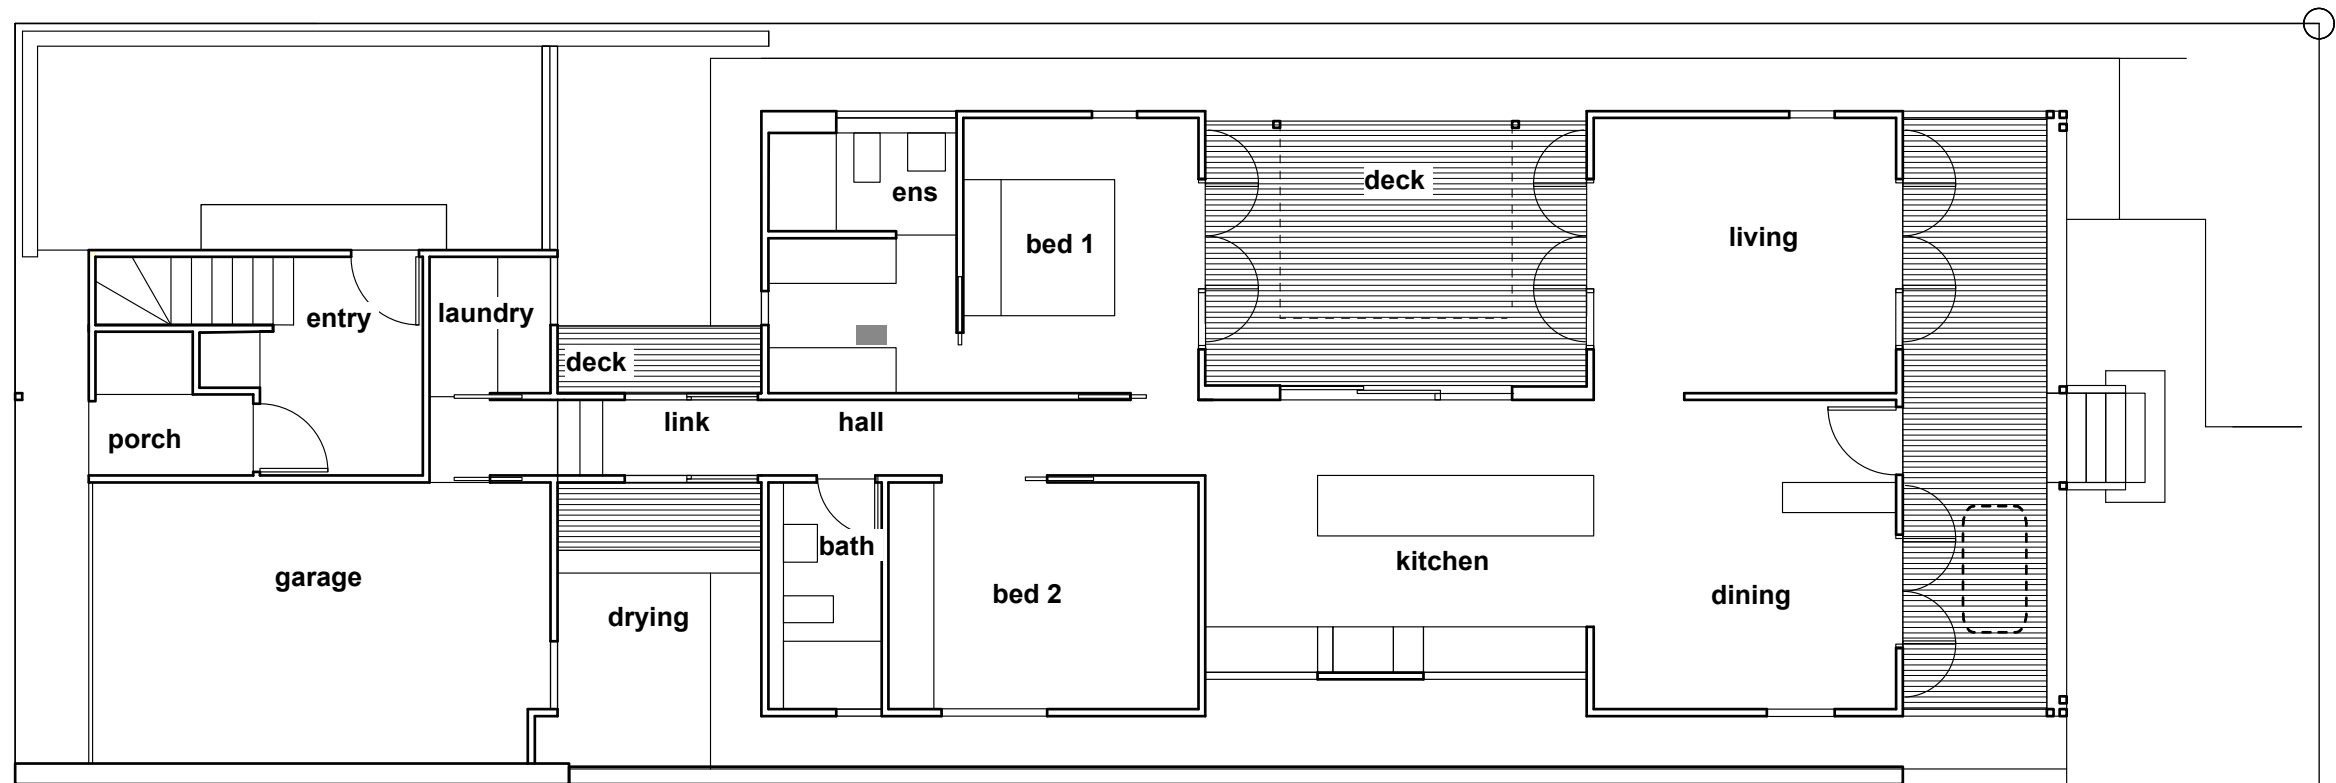 deck
ens
living
bed 1
entry
laundry
deck
porch
link
hall
bath
kitchen
garage
bed 2
dining
drying